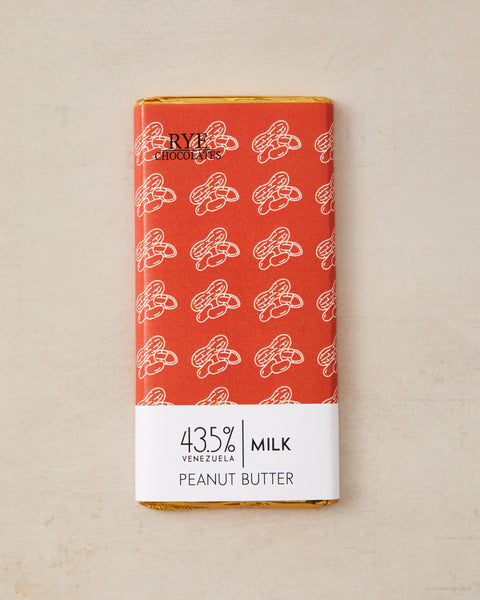 RYE
CHOCOLATES
43.5% MILK
VENEZUELA
PEANUT BUTTER